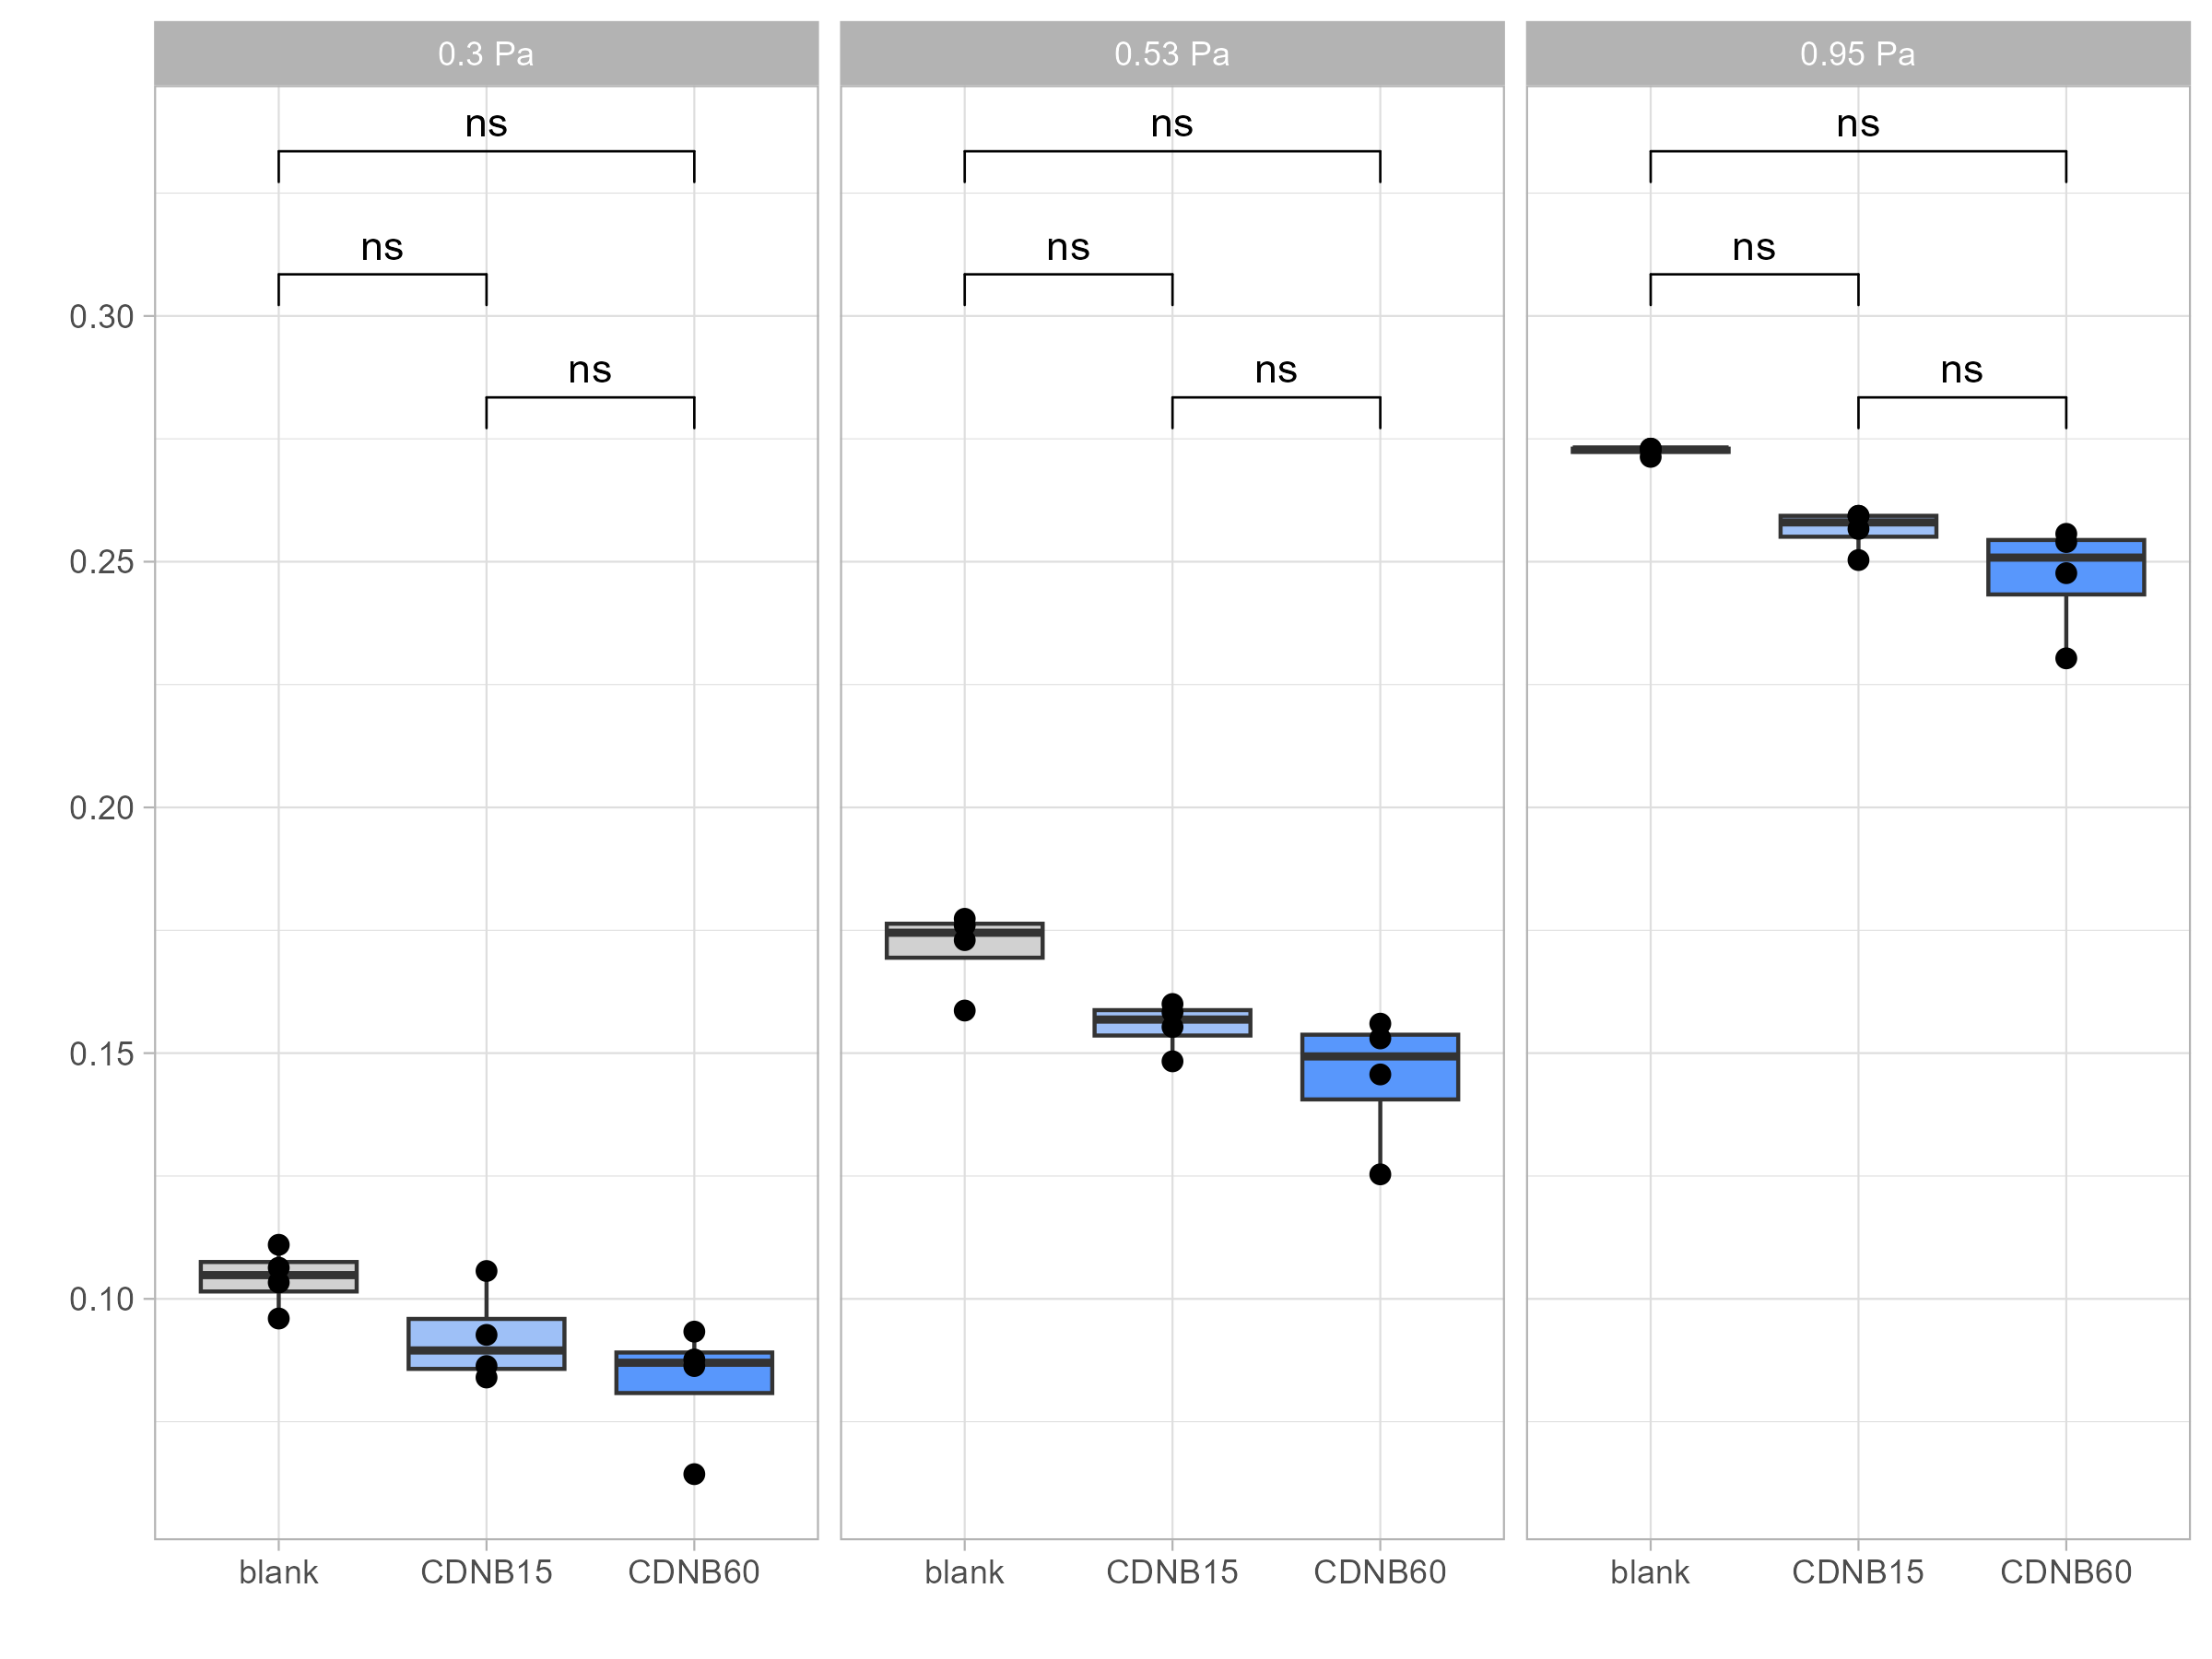 0.3 Pa 0.53 Pa 0.95 Pa
ns ns ns
ns ns ns
0.30
ns ns ns
0.25
0.20
0.15
0.10
blank CDNB15 CDNB60 blank CDNB15 CDNB60 blank CDNB15 CDNB60